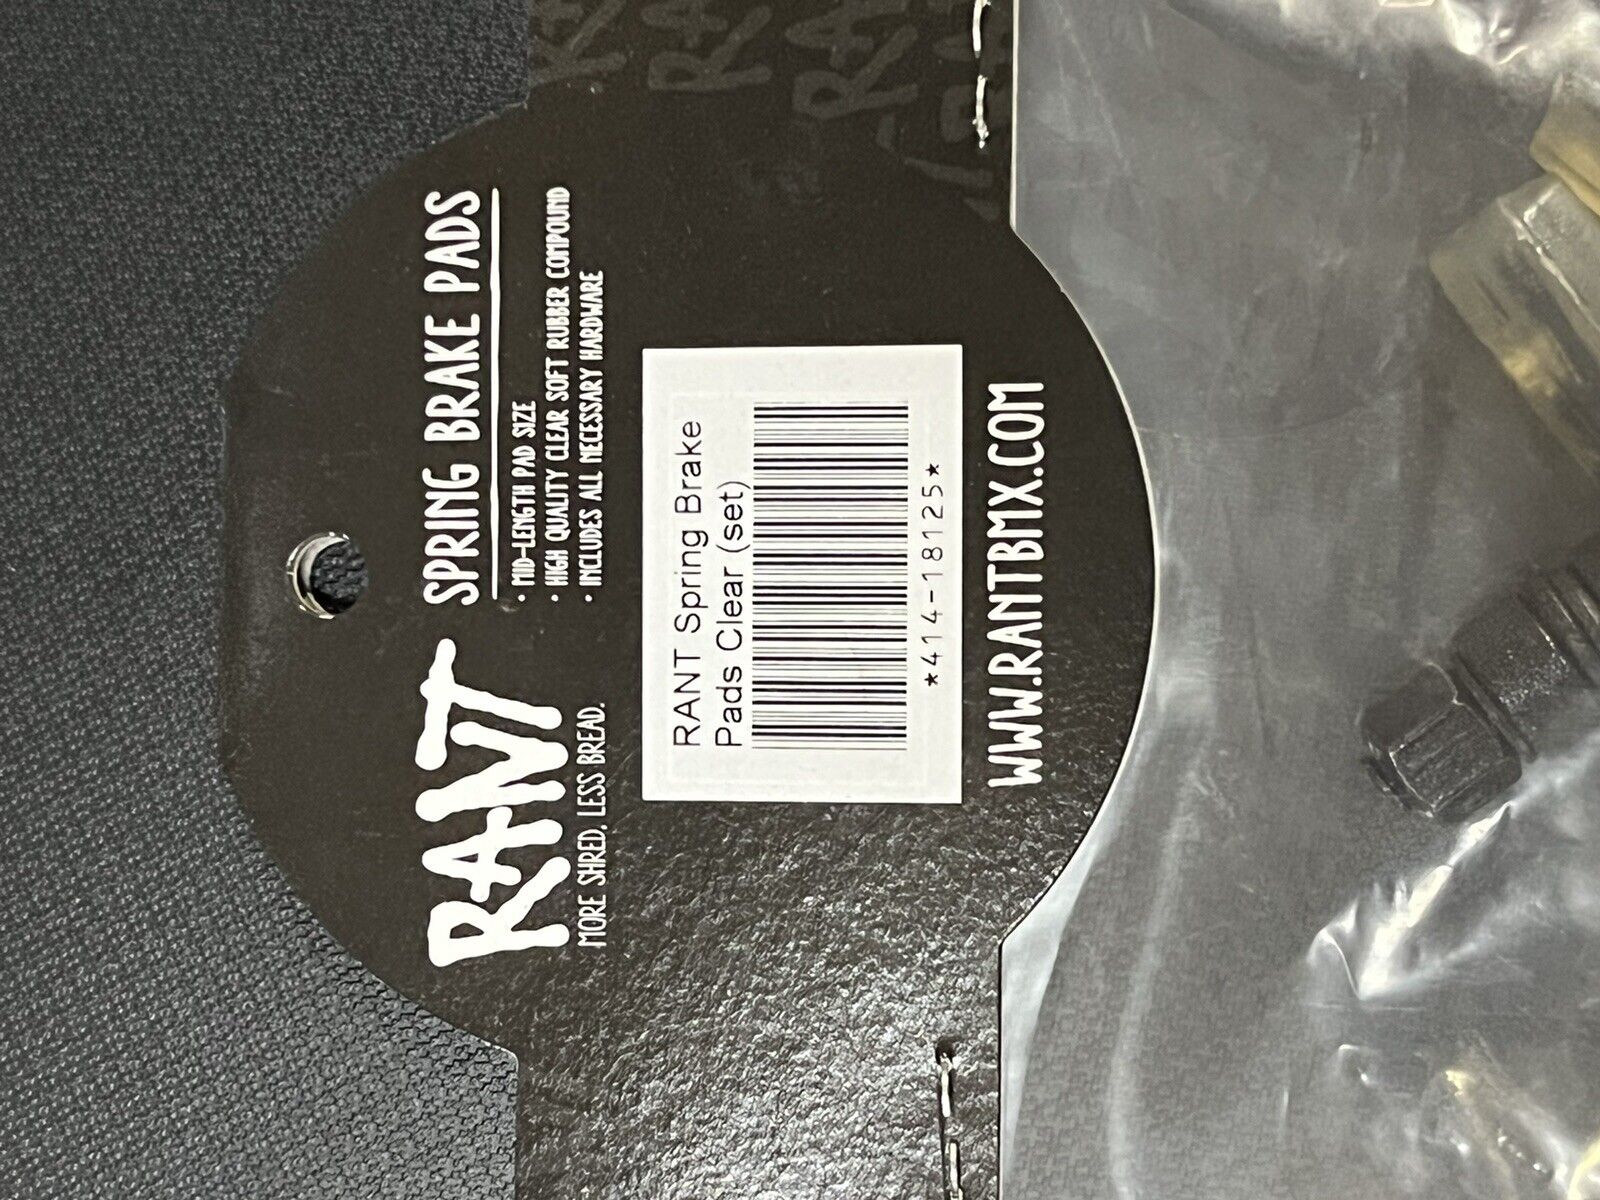 RANT
MORE SHRED. LESS BREAD.
SPRING BRAKE PADS
· MID-LENGTH PAD SIZE
· HIGH QUALITY CLEAR SOFT RUBBER COMPOUND
· INCLUDES ALL NECESSARY HARDWARE
RANT Spring Brake
Pads Clear (set)
*414-18125*
WWW.RANTBMX.COM